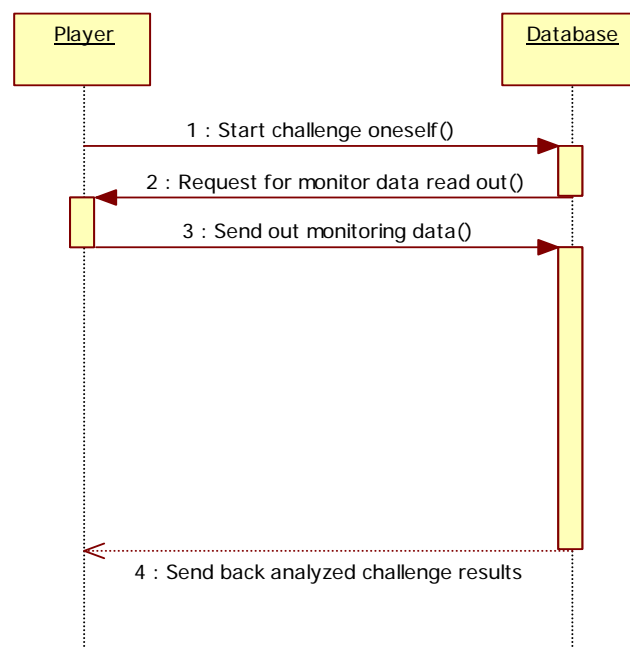 Player
Database
1 : Start challenge oneself()
2 : Request for monitor data read out()
3 : Send out monitoring data()
4 : Send back analyzed challenge results